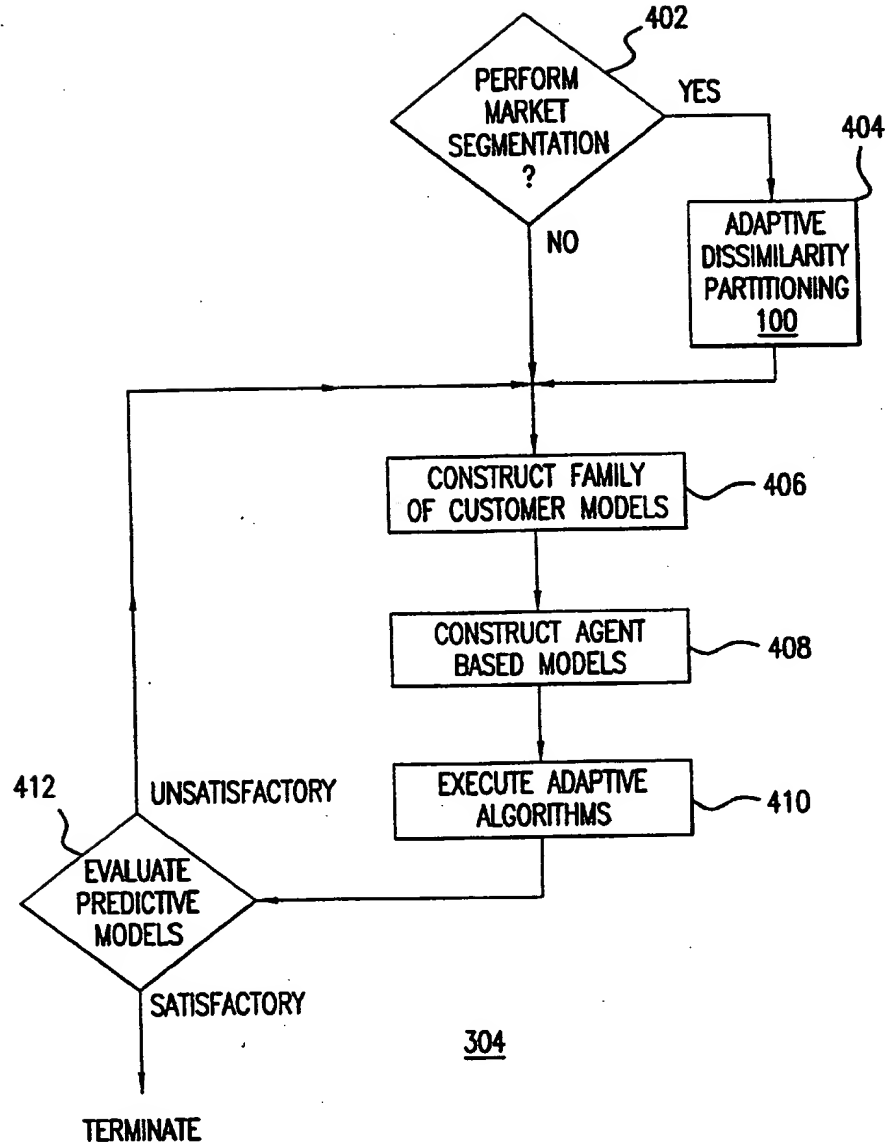 402
PERFORM
MARKET
SEGMENTATION
?
YES
NO
404
ADAPTIVE
DISSIMILARITY
PARTITIONING
100
CONSTRUCT FAMILY
OF CUSTOMER MODELS
406
CONSTRUCT AGENT
BASED MODELS
408
EXECUTE ADAPTIVE
ALGORITHMS
410
412
UNSATISFACTORY
EVALUATE
PREDICTIVE
MODELS
SATISFACTORY
304
TERMINATE